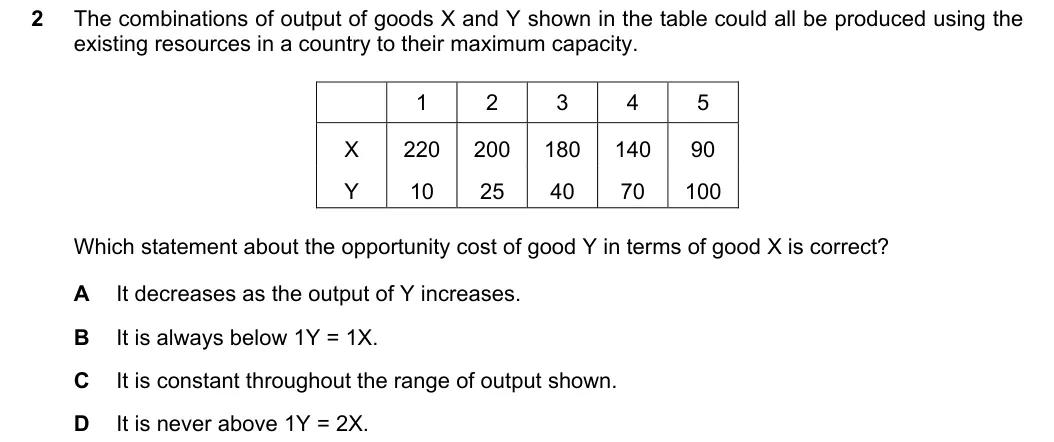 2 The combinations of output of goods X and Y shown in the table could all be produced using the
existing resources in a country to their maximum capacity.
1 2 3 4 5
X 220 200 180 140 90
Y 10 25 40 70 100
Which statement about the opportunity cost of good Y in terms of good X is correct?
A It decreases as the output of Y increases.
B It is always below 1Y = 1X.
C It is constant throughout the range of output shown.
D It is never above 1Y = 2X.